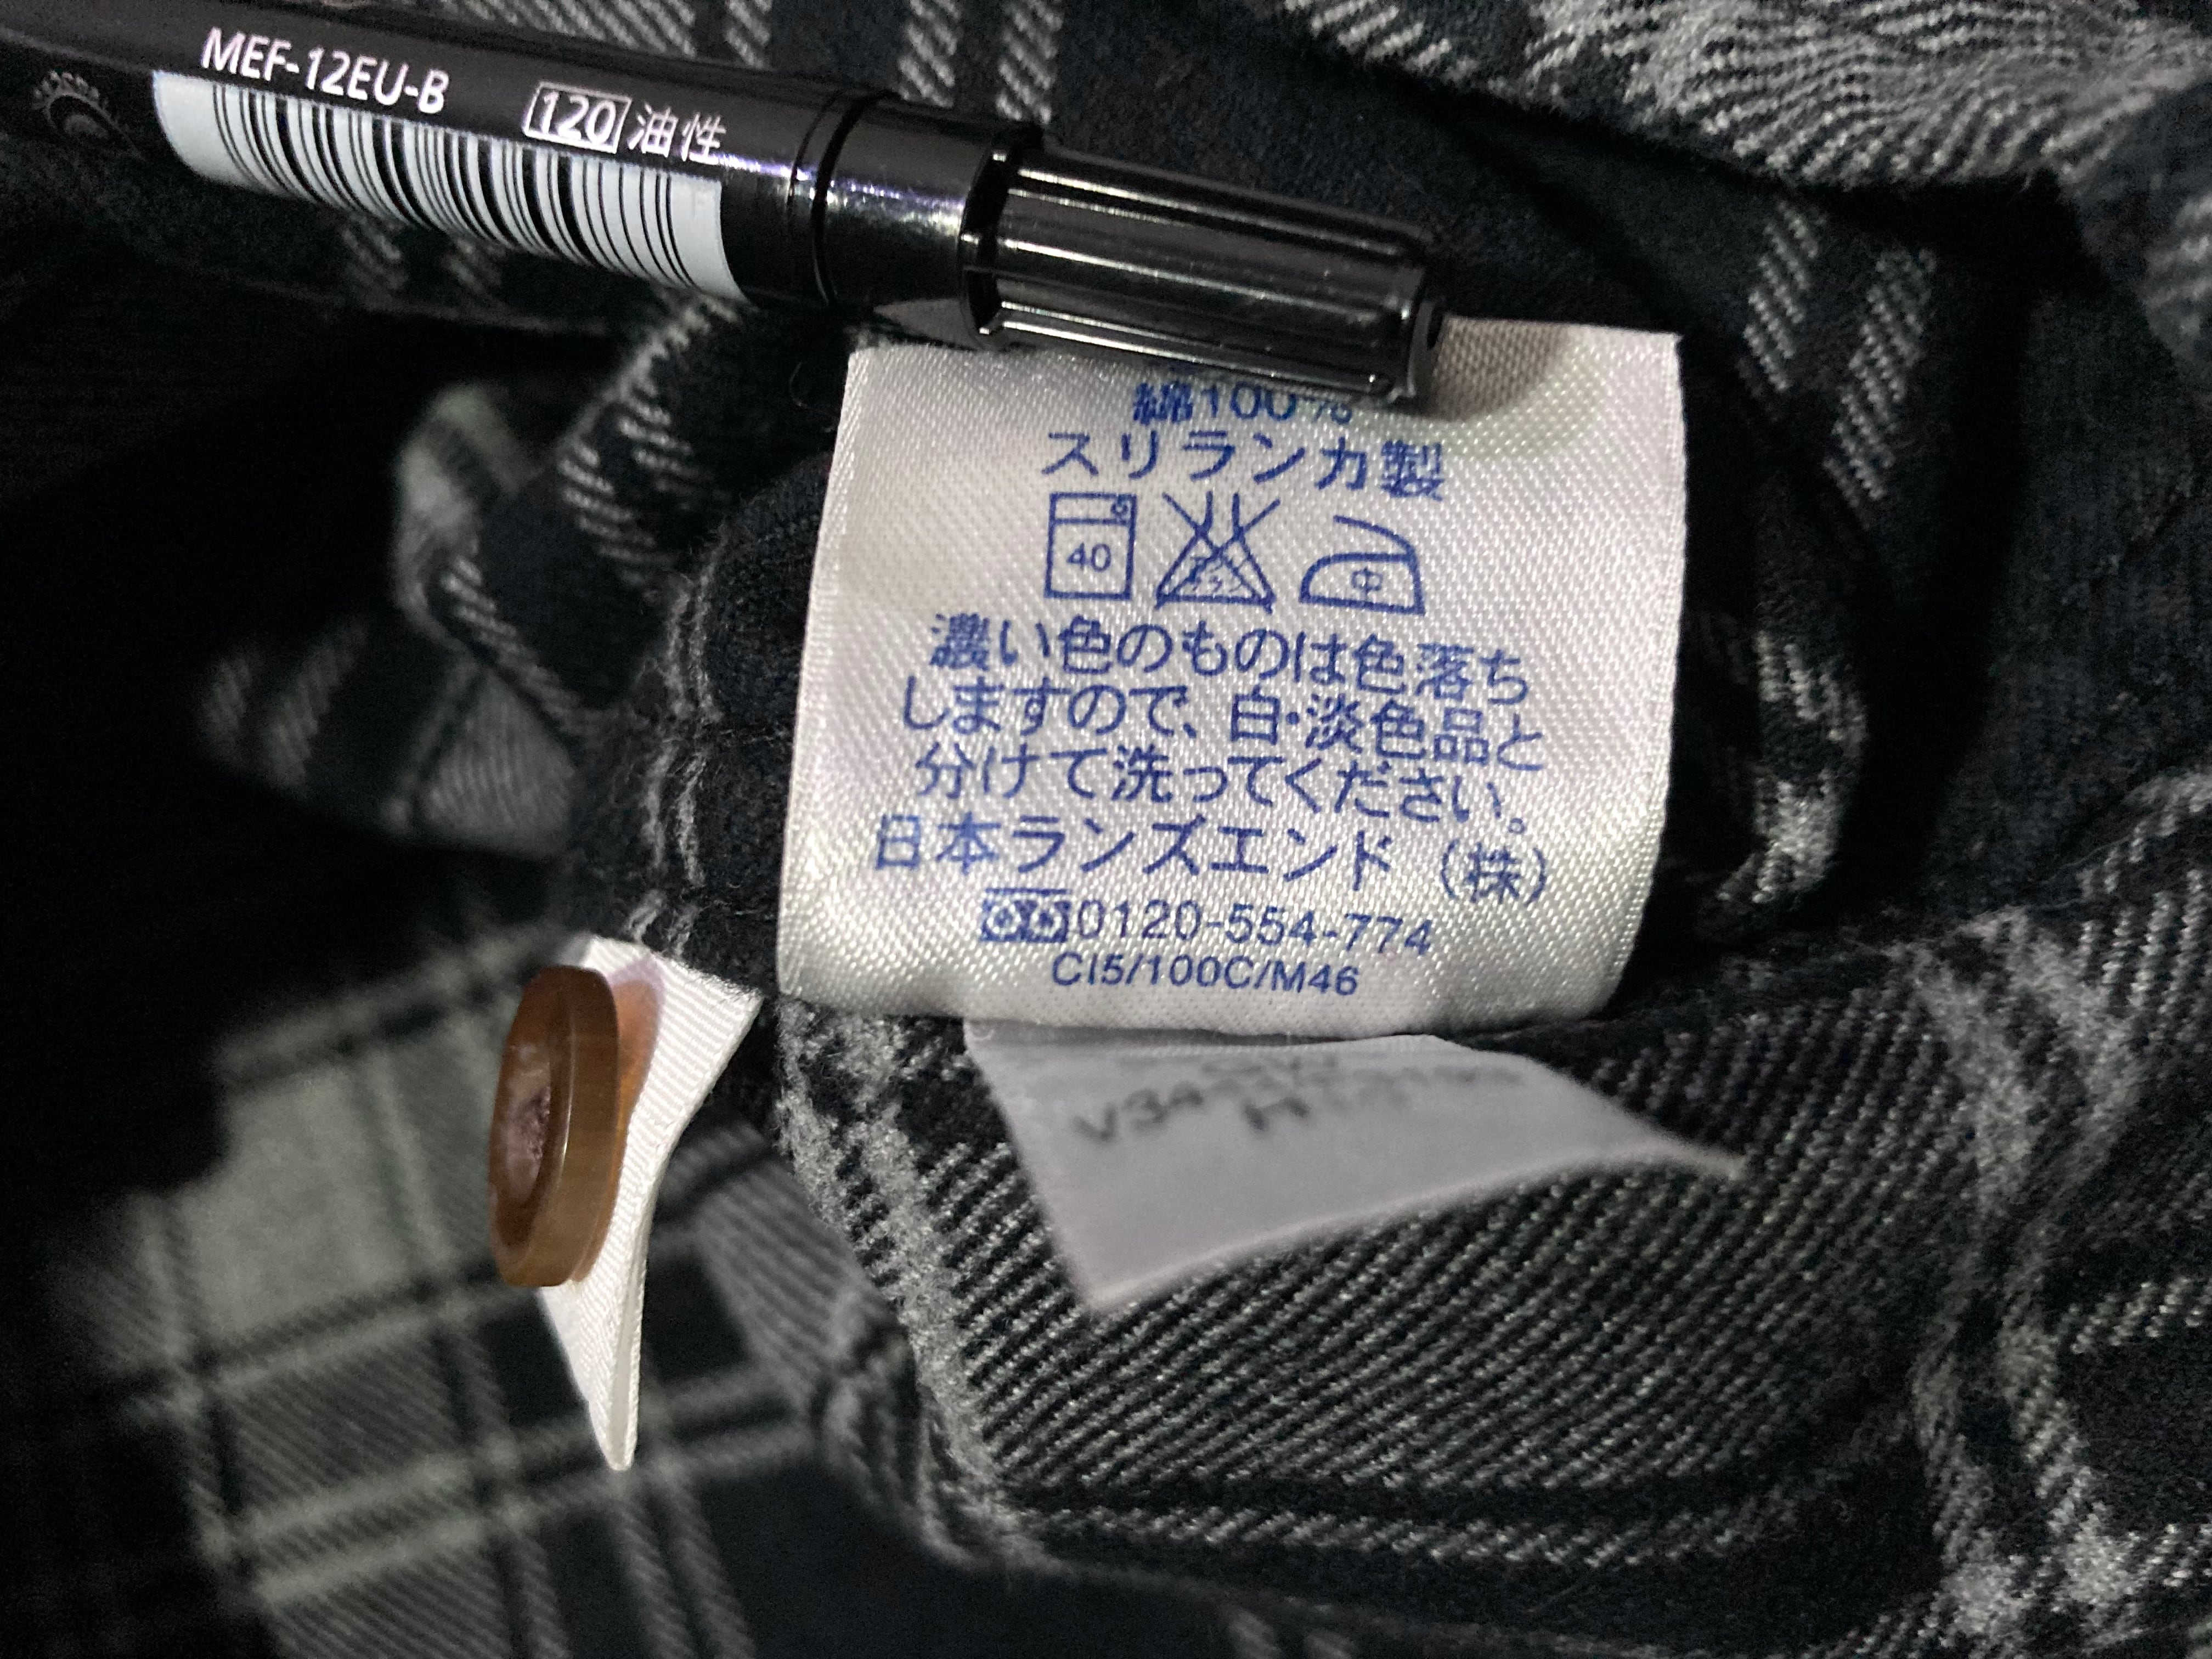 MEF-12EU-B 120 油性
綿100%
スリランカ製
40 中
濃い色のものは色落ち
しますので、白・淡色品と
分けて洗ってください。
日本ランズエンド（株）
0120-554-774
CI5/100C/M46